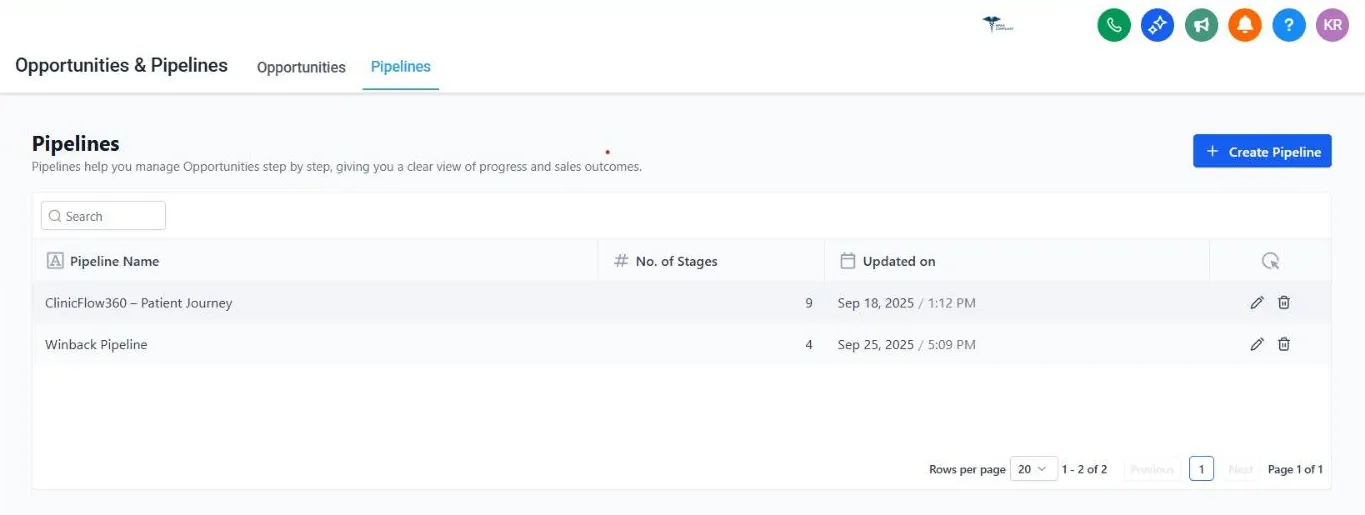 KR
Opportunities & Pipelines Opportunities Pipelines
Pipelines
Pipelines help you manage Opportunities step by step, giving you a clear view of progress and sales outcomes.
+ Create Pipeline
Search
Pipeline Name # No. of Stages Updated on
ClinicFlow360 – Patient Journey 9 Sep 18, 2025 / 1:12 PM
Winback Pipeline 4 Sep 25, 2025 / 5:09 PM
Rows per page 20 1 - 2 of 2 Previous 1 Next Page 1 of 1